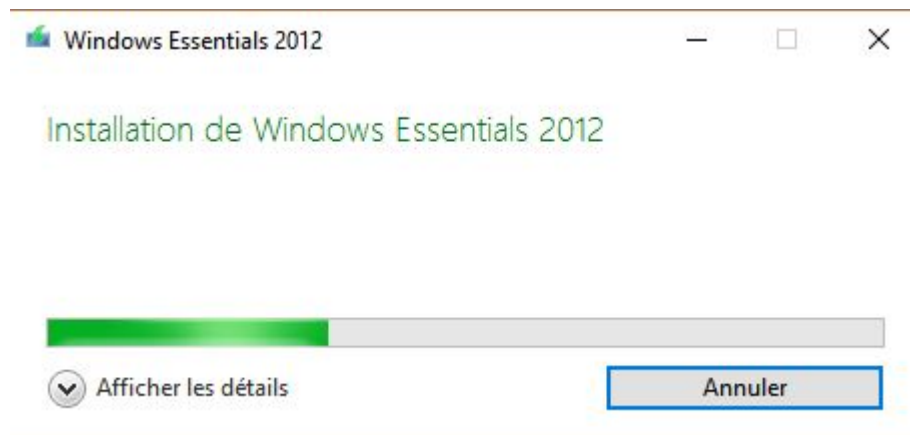 Windows Essentials 2012
Installation de Windows Essentials 2012
Afficher les détails
Annuler